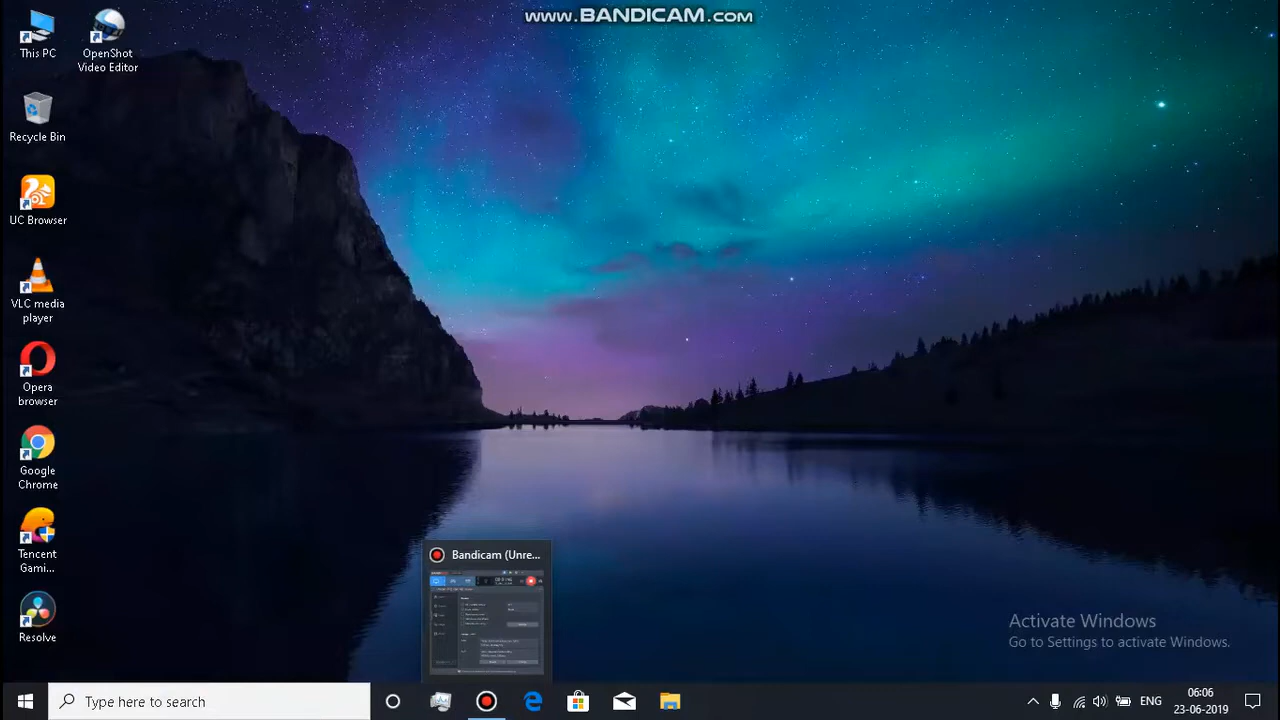 www.BANDICAM.com
This PC
OpenShot
Video Editor
Recycle Bin
UC Browser
VLC media
player
Opera
browser
Google
Chrome
Tencent
Gami...
Resolve
Bandicam (Unre...
Activate Windows
Go to Settings to activate Windows.
Type here to search
ENG
06:06
23-06-2019